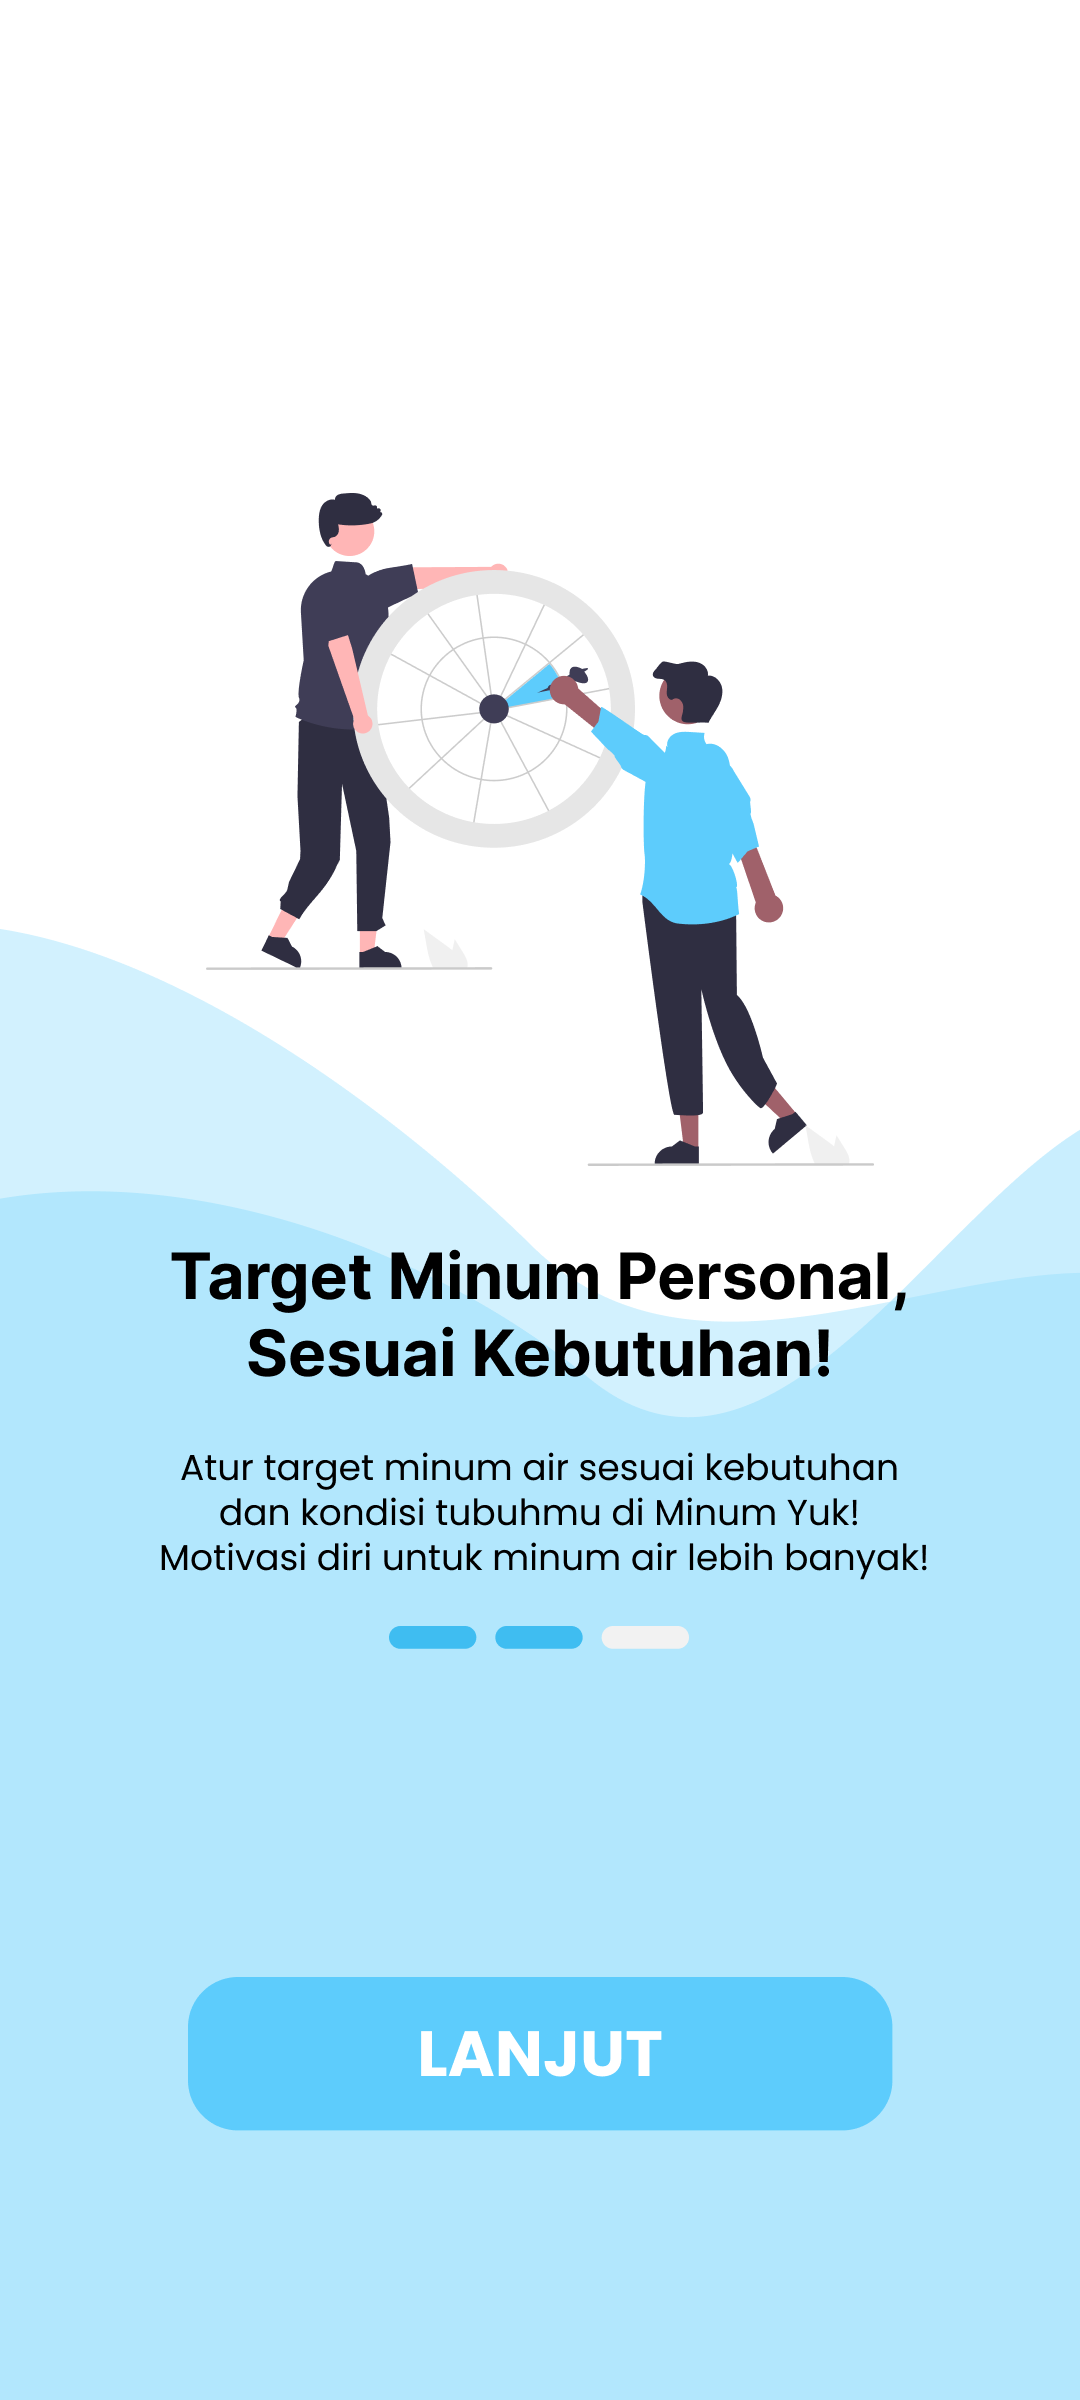 Target Minum Personal,
Sesuai Kebutuhan!
Atur target minum air sesuai kebutuhan
dan kondisi tubuhmu di Minum Yuk!
Motivasi diri untuk minum air lebih banyak!
LANJUT